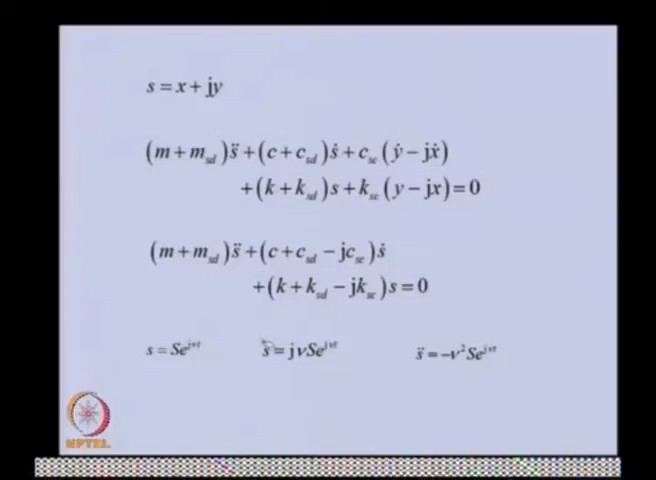 s = x + jy
(m + m_sd) s̈ + (c + c_sd) ṡ + c_sc (ẏ − jẋ)
+ (k + k_sd) s + k_sc (y − jx) = 0
(m + m_sd) s̈ + (c + c_sd − jc_sc) ṡ
+ (k + k_sd − jk_sc) s = 0
s = Se^{jνt} ṡ = jνSe^{jνt} s̈ = −ν²Se^{jνt}
NPTEL